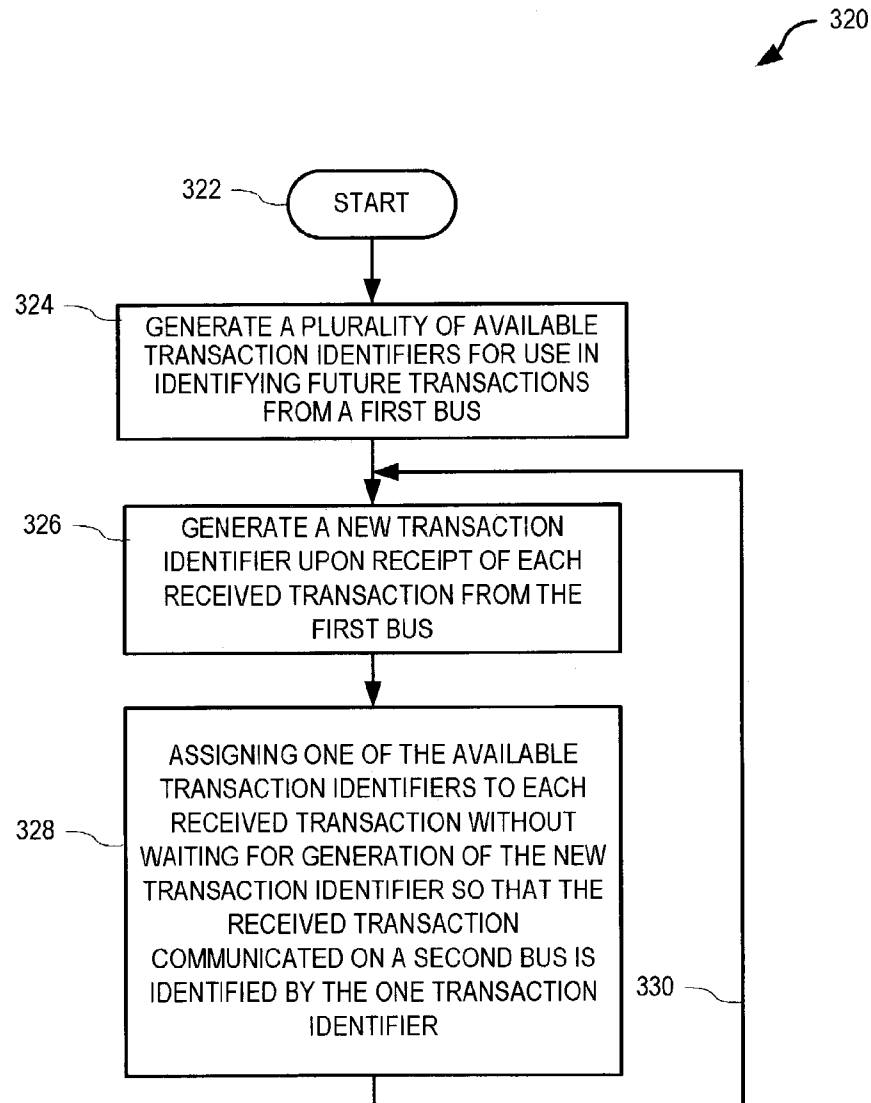 320
322
START
324
GENERATE A PLURALITY OF AVAILABLE
TRANSACTION IDENTIFIERS FOR USE IN
IDENTIFYING FUTURE TRANSACTIONS
FROM A FIRST BUS
326
GENERATE A NEW TRANSACTION
IDENTIFIER UPON RECEIPT OF EACH
RECEIVED TRANSACTION FROM THE
FIRST BUS
328
ASSIGNING ONE OF THE AVAILABLE
TRANSACTION IDENTIFIERS TO EACH
RECEIVED TRANSACTION WITHOUT
WAITING FOR GENERATION OF THE NEW
TRANSACTION IDENTIFIER SO THAT THE
RECEIVED TRANSACTION
COMMUNICATED ON A SECOND BUS IS
IDENTIFIED BY THE ONE TRANSACTION
IDENTIFIER
330